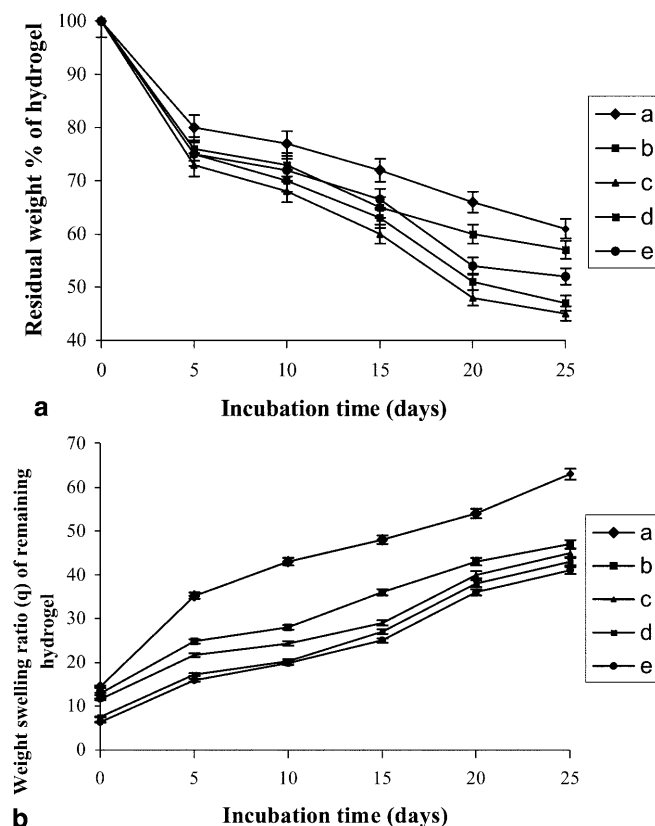 Residual weight % of hydrogel
100
90
80
70
60
50
40
0
5
10
15
20
25
Incubation time (days)
a
b
c
d
e
a
Weight swelling ratio (q) of remaining
hydrogel
70
60
50
40
30
20
10
0
0
5
10
15
20
25
Incubation time (days)
a
b
c
d
e
b